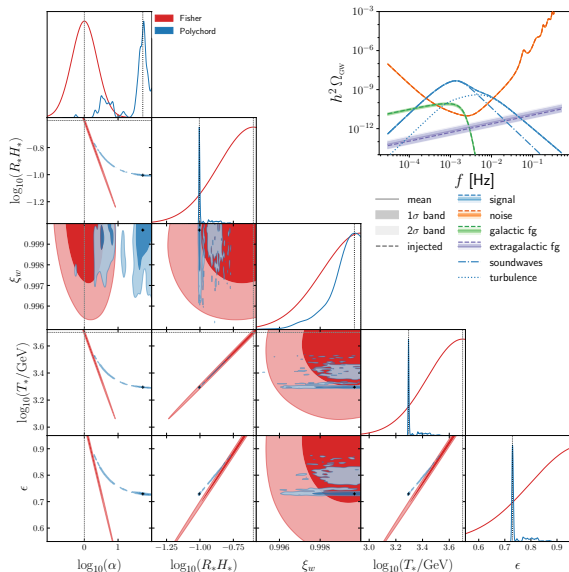 Fisher
Polychord
10⁻³
10⁻⁶
10⁻⁹
10⁻¹²
h² Ω_GW
10⁻⁴ 10⁻³ 10⁻² 10⁻¹
f [Hz]
mean
1σ band
2σ band
injected
signal
noise
galactic fg
extragalactic fg
soundwaves
turbulence
log₁₀(R∗H∗)
−0.8
−1.0
−1.2
ξ_w
0.999
0.998
0.996
log₁₀(T∗/GeV)
3.6
3.4
3.2
3.0
ϵ
0.9
0.8
0.7
0.6
0 1
log₁₀(α)
−1.25 −1.00 −0.75
log₁₀(R∗H∗)
0.996 0.998
ξ_w
3.0 3.2 3.4 3.6
log₁₀(T∗/GeV)
0.6 0.7 0.8 0.9
ϵ